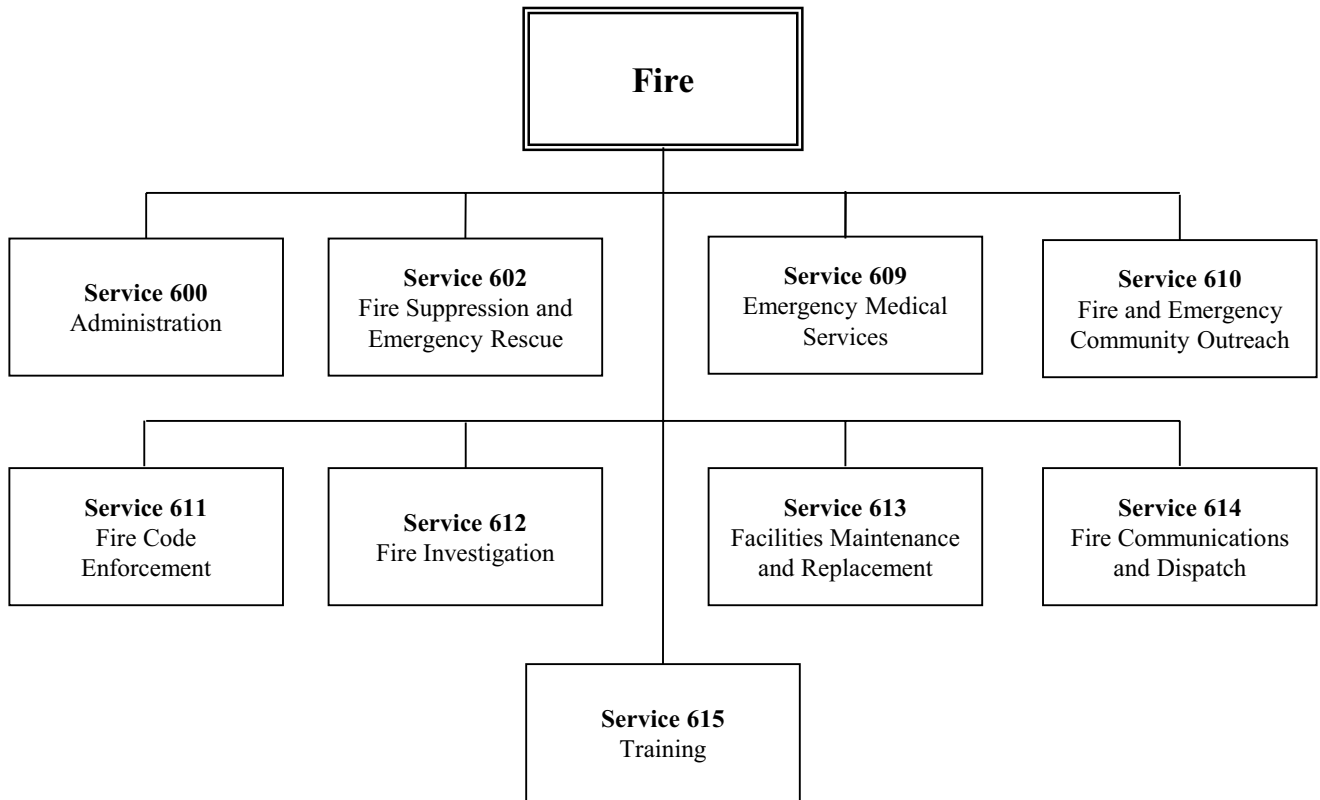 Fire
Service 600
Administration
Service 602
Fire Suppression and
Emergency Rescue
Service 609
Emergency Medical
Services
Service 610
Fire and Emergency
Community Outreach
Service 611
Fire Code
Enforcement
Service 612
Fire Investigation
Service 613
Facilities Maintenance
and Replacement
Service 614
Fire Communications
and Dispatch
Service 615
Training